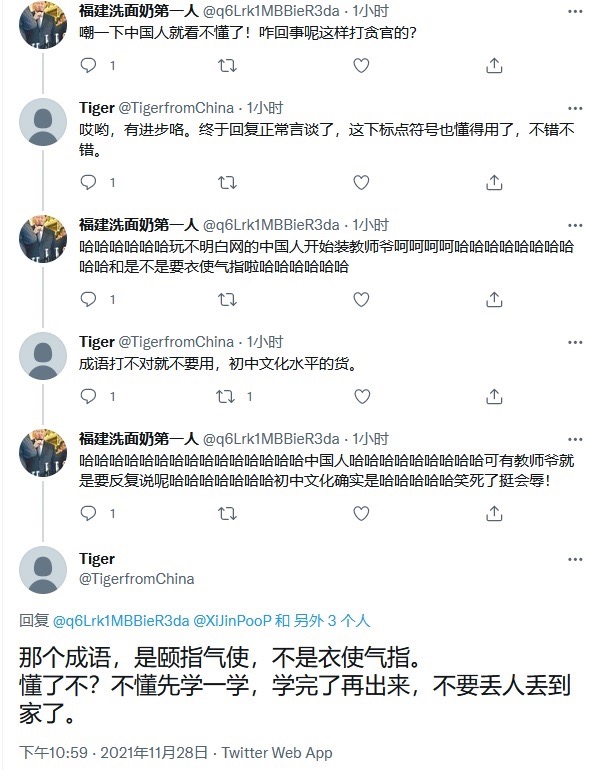 福建洗面奶第一人 @q6Lrk1MBBieR3da · 1小时
嘲一下中国人就看不懂了！咋回事呢这样打贪官的？
1
Tiger @TigerfromChina · 1小时
哎哟，有进步咯。终于回复正常言谈了，这下标点符号也懂得用了，不错不
错。
1
福建洗面奶第一人 @q6Lrk1MBBieR3da · 1小时
哈哈哈哈哈哈玩不明白网的中国人开始装教师爷呵呵呵呵哈哈哈哈哈哈哈哈
哈哈和是不是要衣使气指啦哈哈哈哈哈哈
1
Tiger @TigerfromChina · 1小时
成语打不对就不要用，初中文化水平的货。
1 1
福建洗面奶第一人 @q6Lrk1MBBieR3da · 1小时
哈哈哈哈哈哈哈哈哈哈哈哈哈哈哈中国人哈哈哈哈哈哈哈哈哈可有教师爷就
是要反复说呢哈哈哈哈哈哈哈初中文化确实是哈哈哈哈哈笑死了挺会辱！
1
Tiger
@TigerfromChina
回复 @q6Lrk1MBBieR3da @XiJinPooP 和 另外 3 个人
那个成语，是颐指气使，不是衣使气指。
懂了不？不懂先学一学，学完了再出来，不要丢人丢到
家了。
下午10:59 · 2021年11月28日 · Twitter Web App